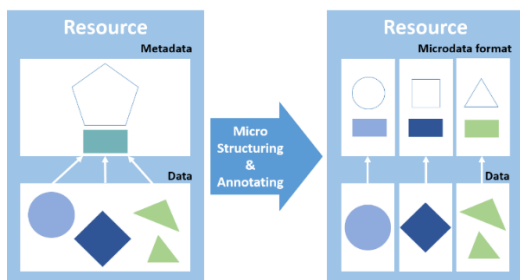 Resource
Metadata
Data
Micro
Structuring
&
Annotating
Resource
Microdata format
Data